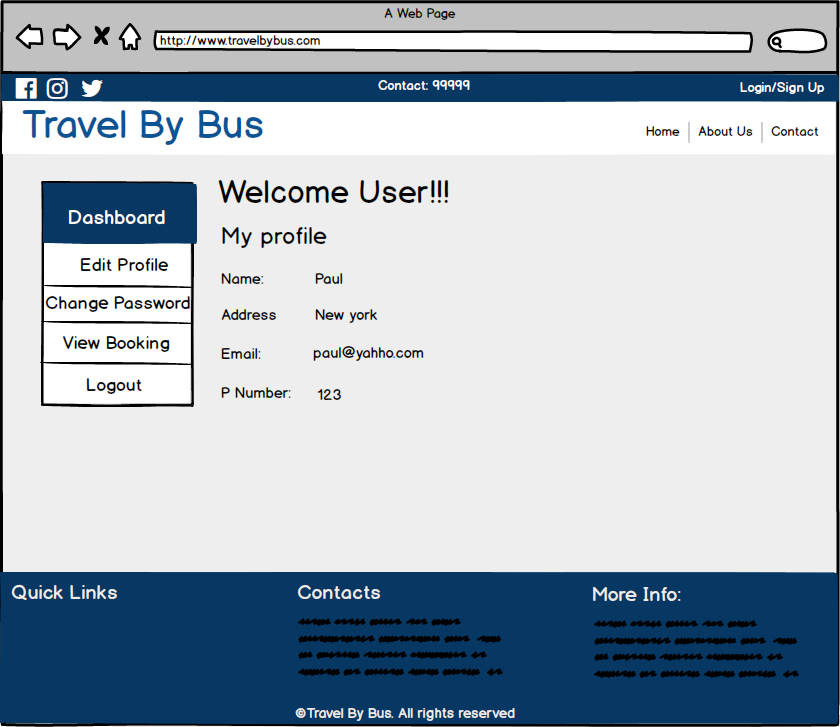 A Web Page
http://www.travelbybus.com
Contact: 99999
Login/Sign Up
Travel By Bus
Home
About Us
Contact
Dashboard
Edit Profile
Change Password
View Booking
Logout
Welcome User!!!
My profile
Name: Paul
Address New york
Email: paul@yahho.com
P Number: 123
Quick Links
Contacts
More Info:
©Travel By Bus. All rights reserved